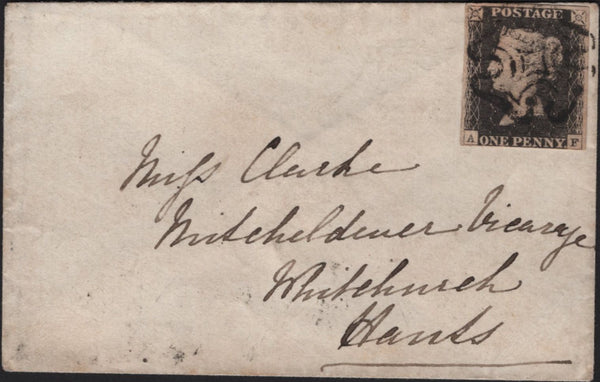 POSTAGE
A ONE PENNY F
Miss Clarke
Mitcheldever Vicarage
Whitchurch
Hants